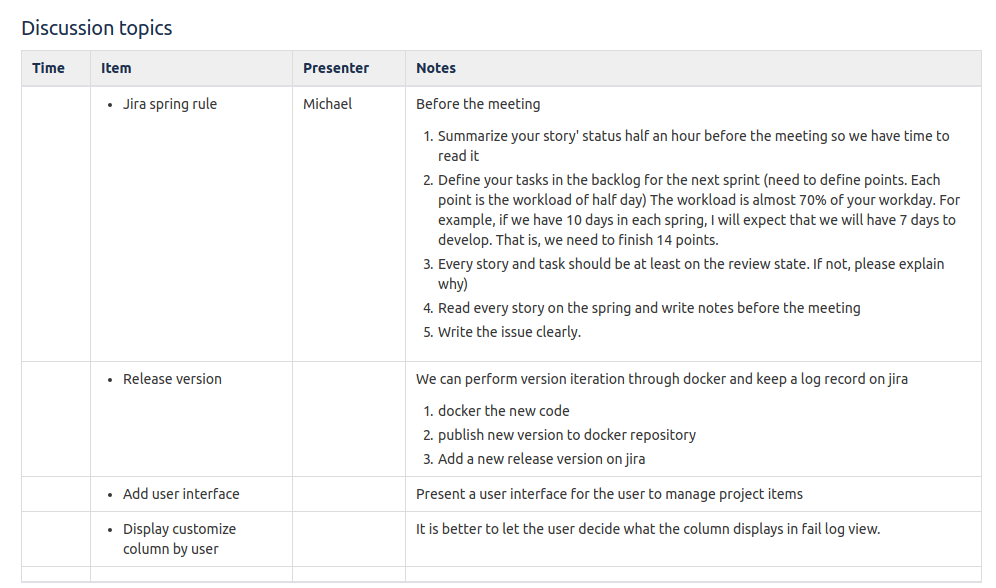 Discussion topics
Time Item Presenter Notes
• Jira spring rule Michael Before the meeting
1. Summarize your story' status half an hour before the meeting so we have time to
read it
2. Define your tasks in the backlog for the next sprint (need to define points. Each
point is the workload of half day) The workload is almost 70% of your workday. For
example, if we have 10 days in each spring, I will expect that we will have 7 days to
develop. That is, we need to finish 14 points.
3. Every story and task should be at least on the review state. If not, please explain
why)
4. Read every story on the spring and write notes before the meeting
5. Write the issue clearly.
• Release version We can perform version iteration through docker and keep a log record on jira
1. docker the new code
2. publish new version to docker repository
3. Add a new release version on jira
• Add user interface Present a user interface for the user to manage project items
• Display customize It is better to let the user decide what the column displays in fail log view.
column by user